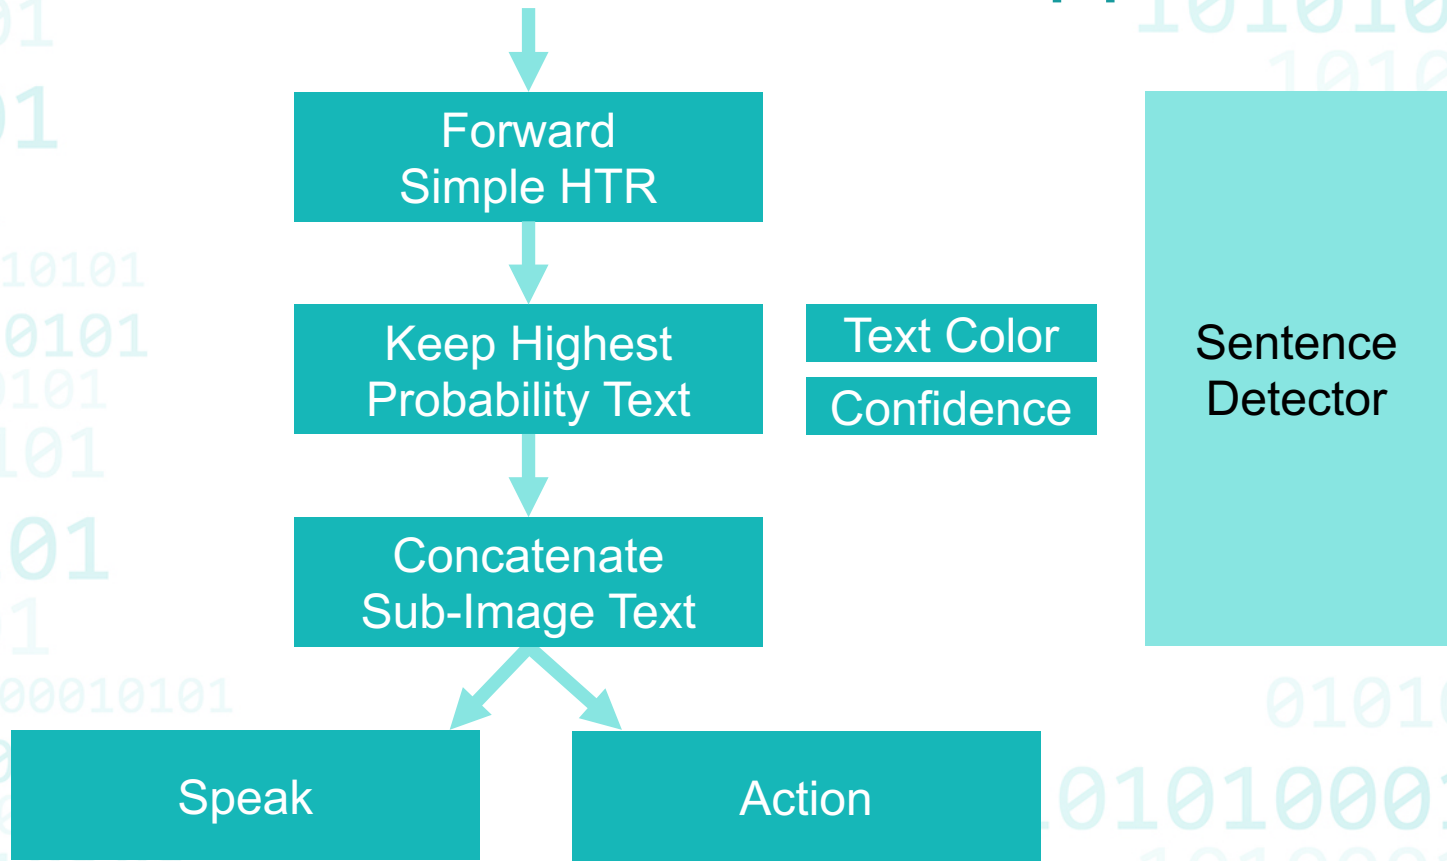 Forward
Simple HTR
Keep Highest
Probability Text
Text Color
Confidence
Sentence
Detector
Concatenate
Sub-Image Text
Speak
Action